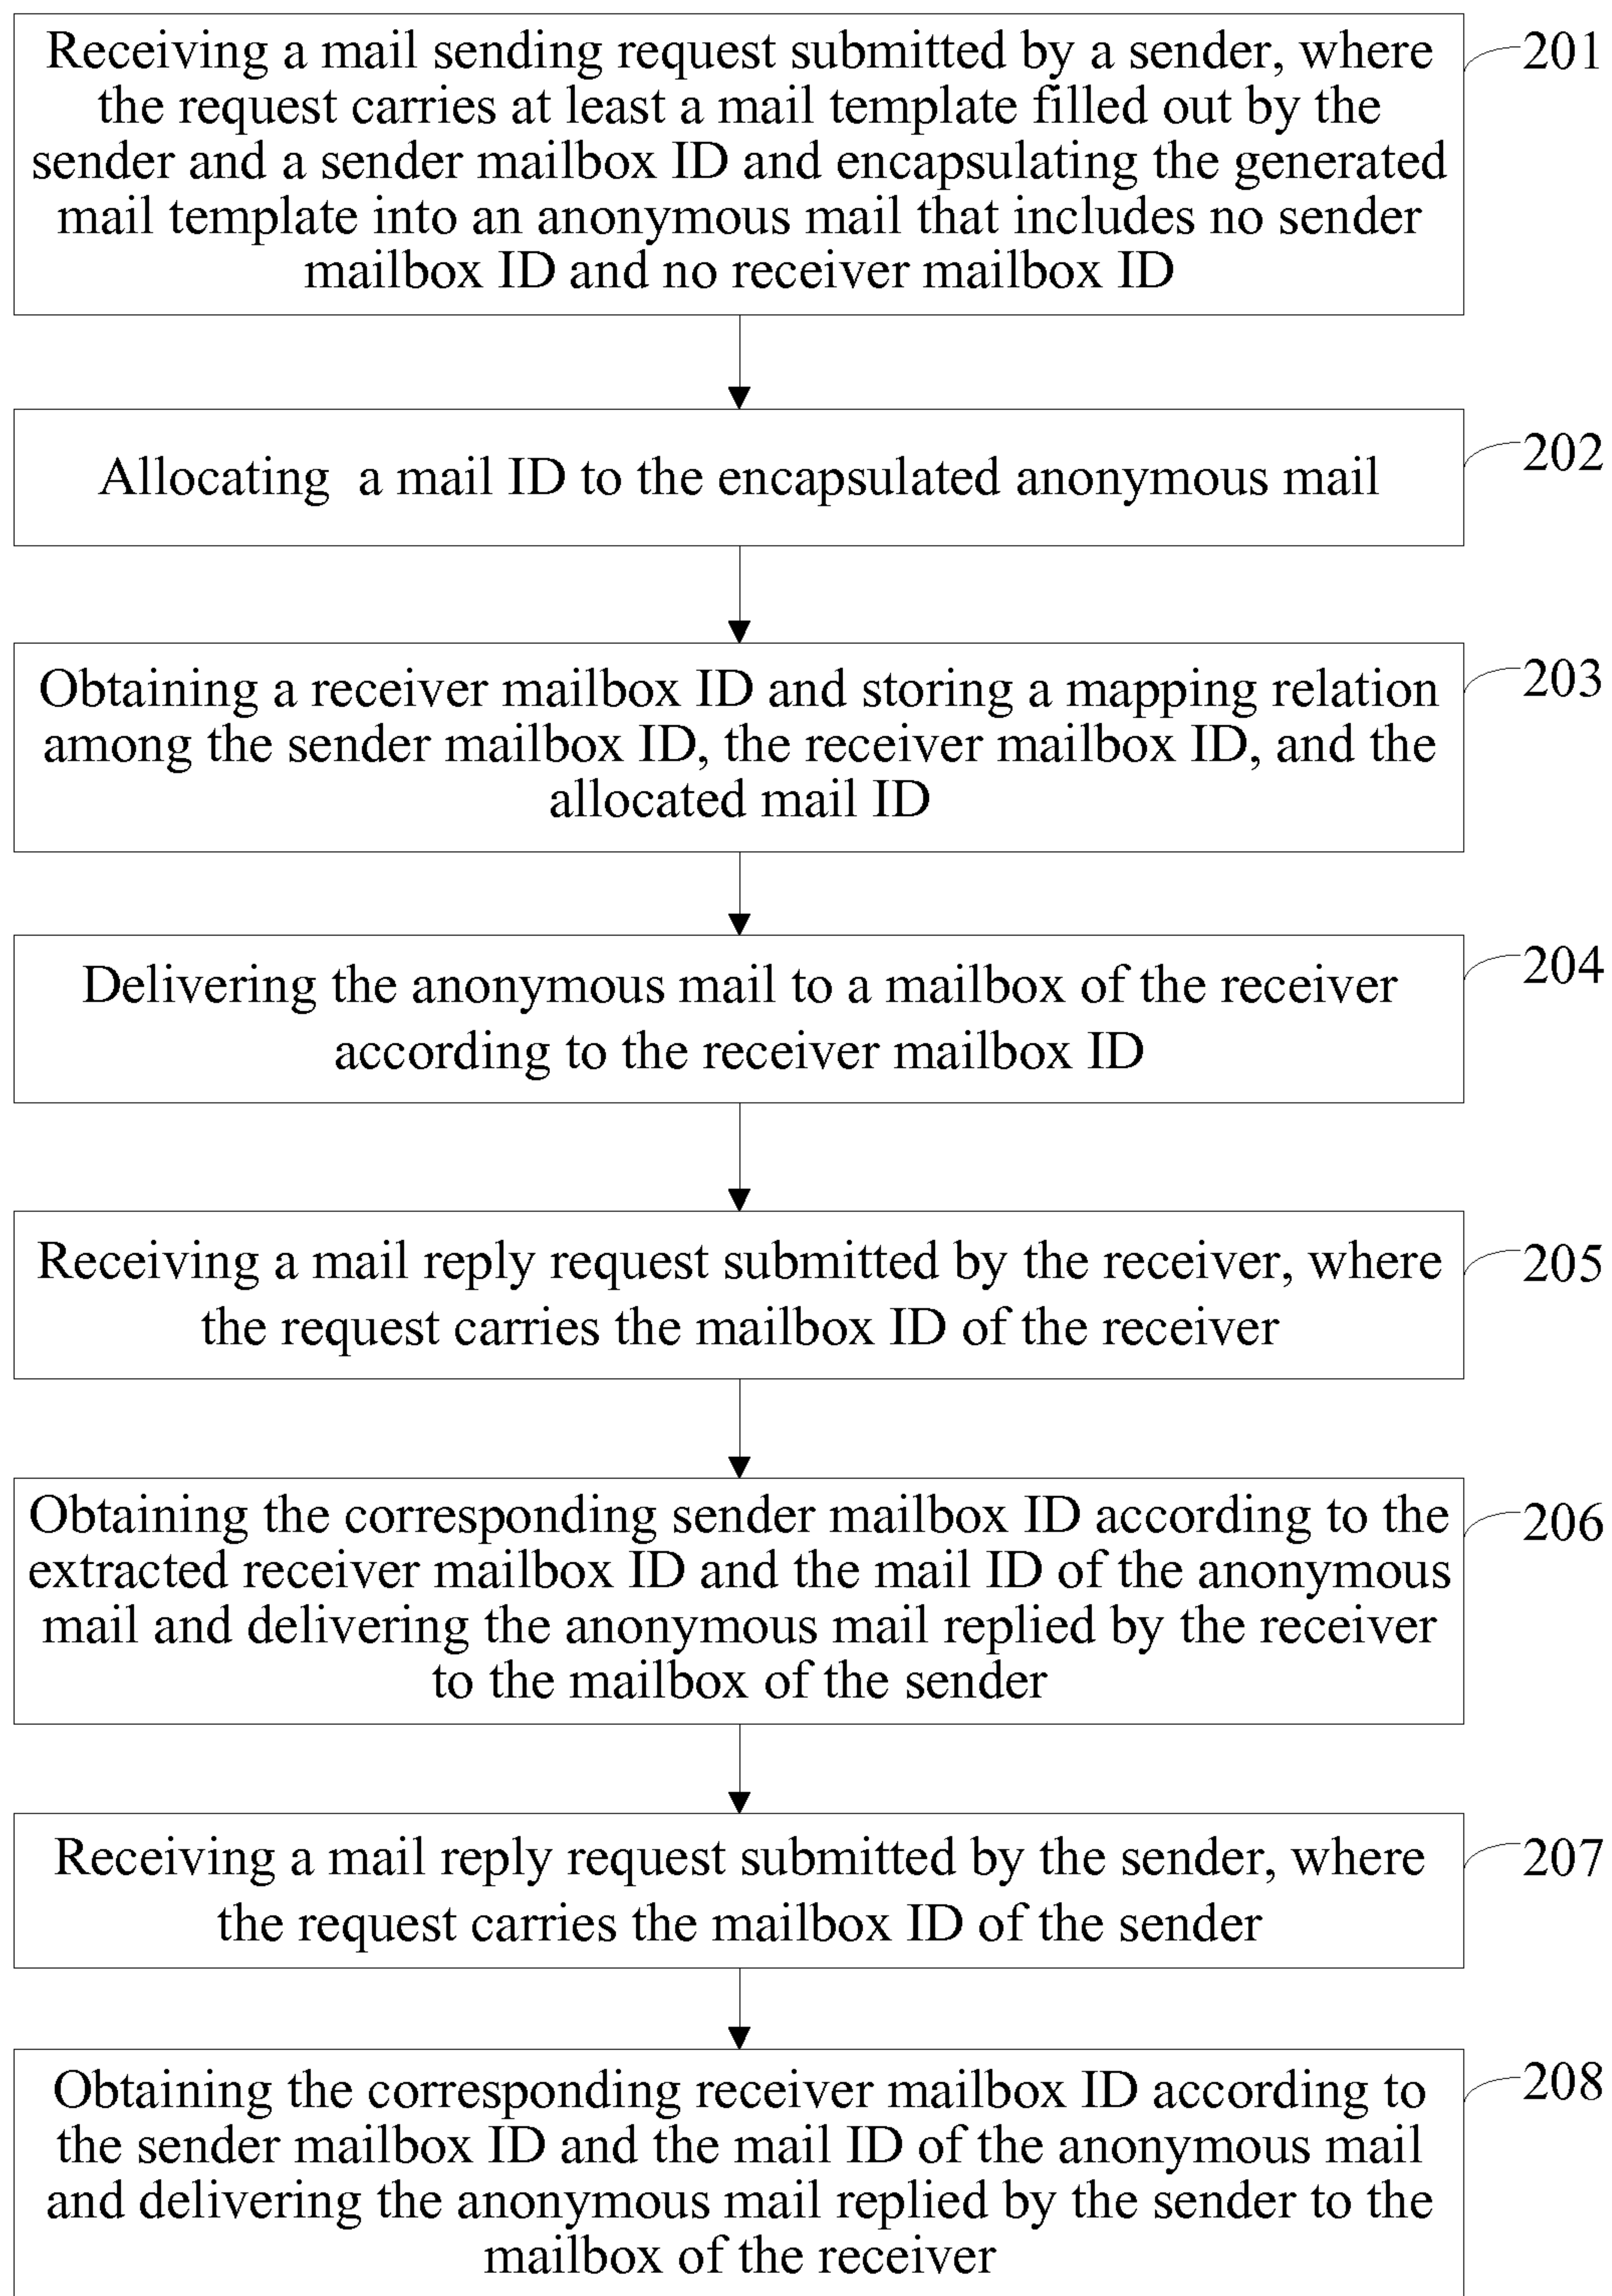 Receiving a mail sending request submitted by a sender, where
the request carries at least a mail template filled out by the
sender and a sender mailbox ID and encapsulating the generated
mail template into an anonymous mail that includes no sender
mailbox ID and no receiver mailbox ID
201
Allocating a mail ID to the encapsulated anonymous mail
202
Obtaining a receiver mailbox ID and storing a mapping relation
among the sender mailbox ID, the receiver mailbox ID, and the
allocated mail ID
203
Delivering the anonymous mail to a mailbox of the receiver
according to the receiver mailbox ID
204
Receiving a mail reply request submitted by the receiver, where
the request carries the mailbox ID of the receiver
205
Obtaining the corresponding sender mailbox ID according to the
extracted receiver mailbox ID and the mail ID of the anonymous
mail and delivering the anonymous mail replied by the receiver
to the mailbox of the sender
206
Receiving a mail reply request submitted by the sender, where
the request carries the mailbox ID of the sender
207
Obtaining the corresponding receiver mailbox ID according to
the sender mailbox ID and the mail ID of the anonymous mail
and delivering the anonymous mail replied by the sender to the
mailbox of the receiver
208